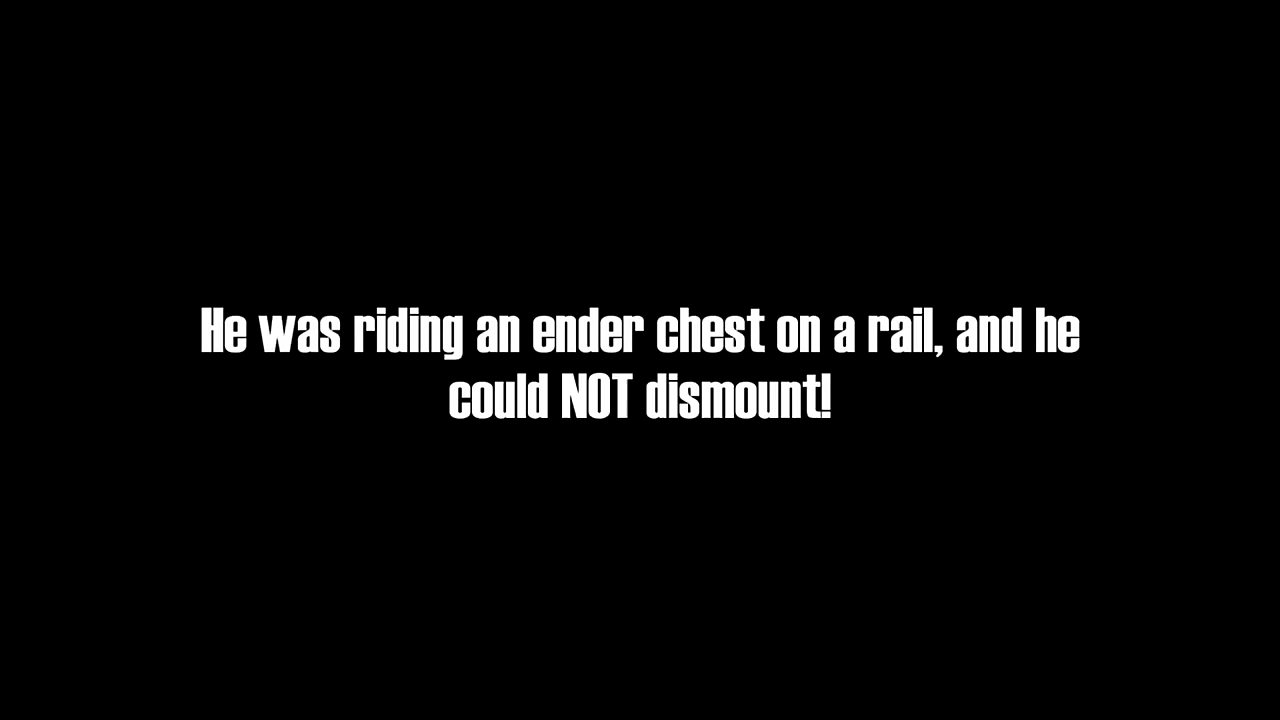 He was riding an ender chest on a rail, and he
could NOT dismount!